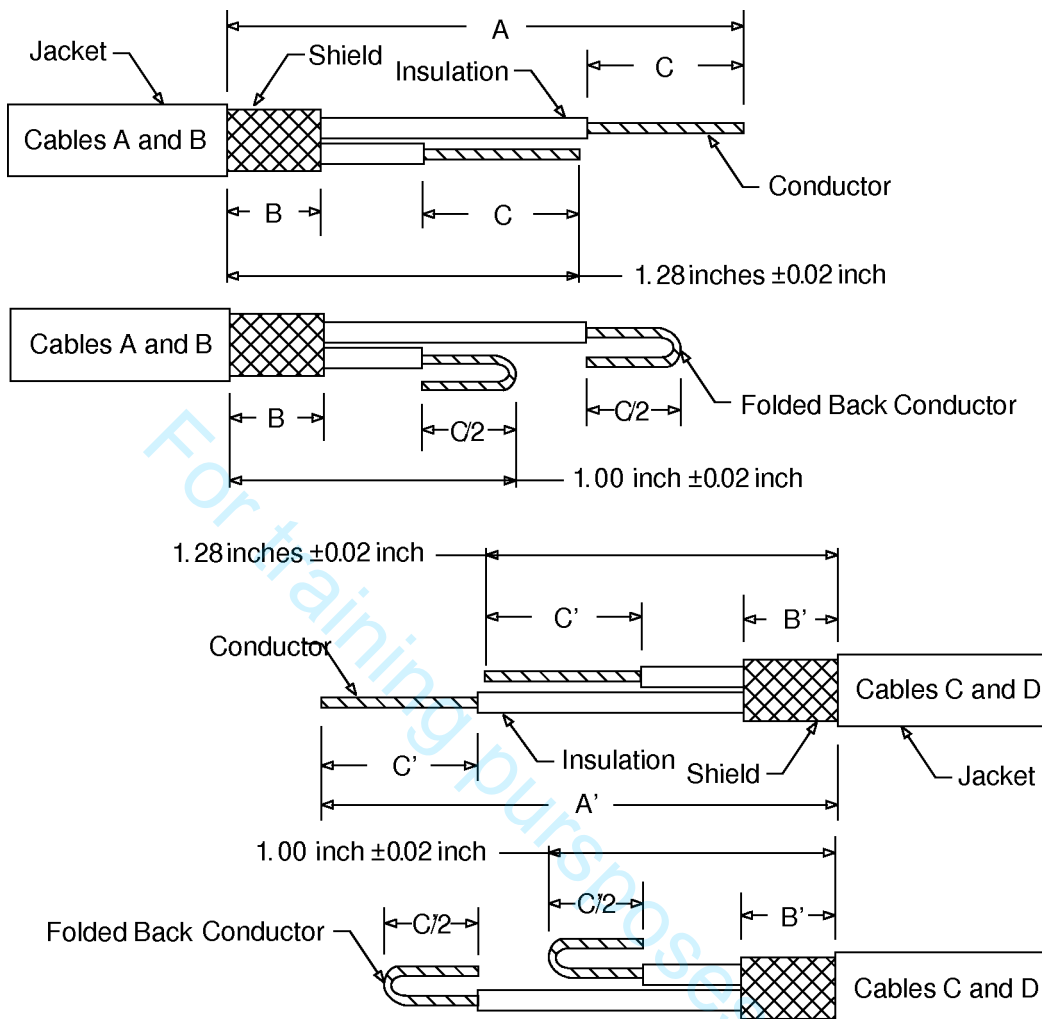 A
Jacket
Shield
Insulation
C
Cables A and B
Conductor
B
C
1.28 inches ±0.02 inch
Cables A and B
Folded Back Conductor
B
C/2
C/2
1.00 inch ±0.02 inch
1.28 inches ±0.02 inch
C'
B'
Conductor
Cables C and D
C'
Insulation
Shield
Jacket
A'
1.00 inch ±0.02 inch
C'/2
C'/2
B'
Folded Back Conductor
Cables C and D
For training pursposes